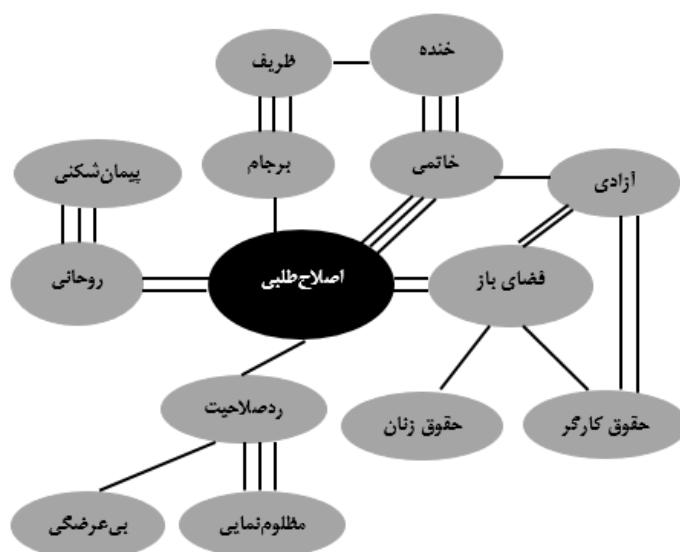 خنده
ظریف
خاتمی
برجام
آزادی
پیمان‌شکنی
اصلاح‌طلبی
فضای باز
روحانی
ردصلاحیت
حقوق کارگر
حقوق زنان
مظلوم‌نمایی
بی‌عرضگی